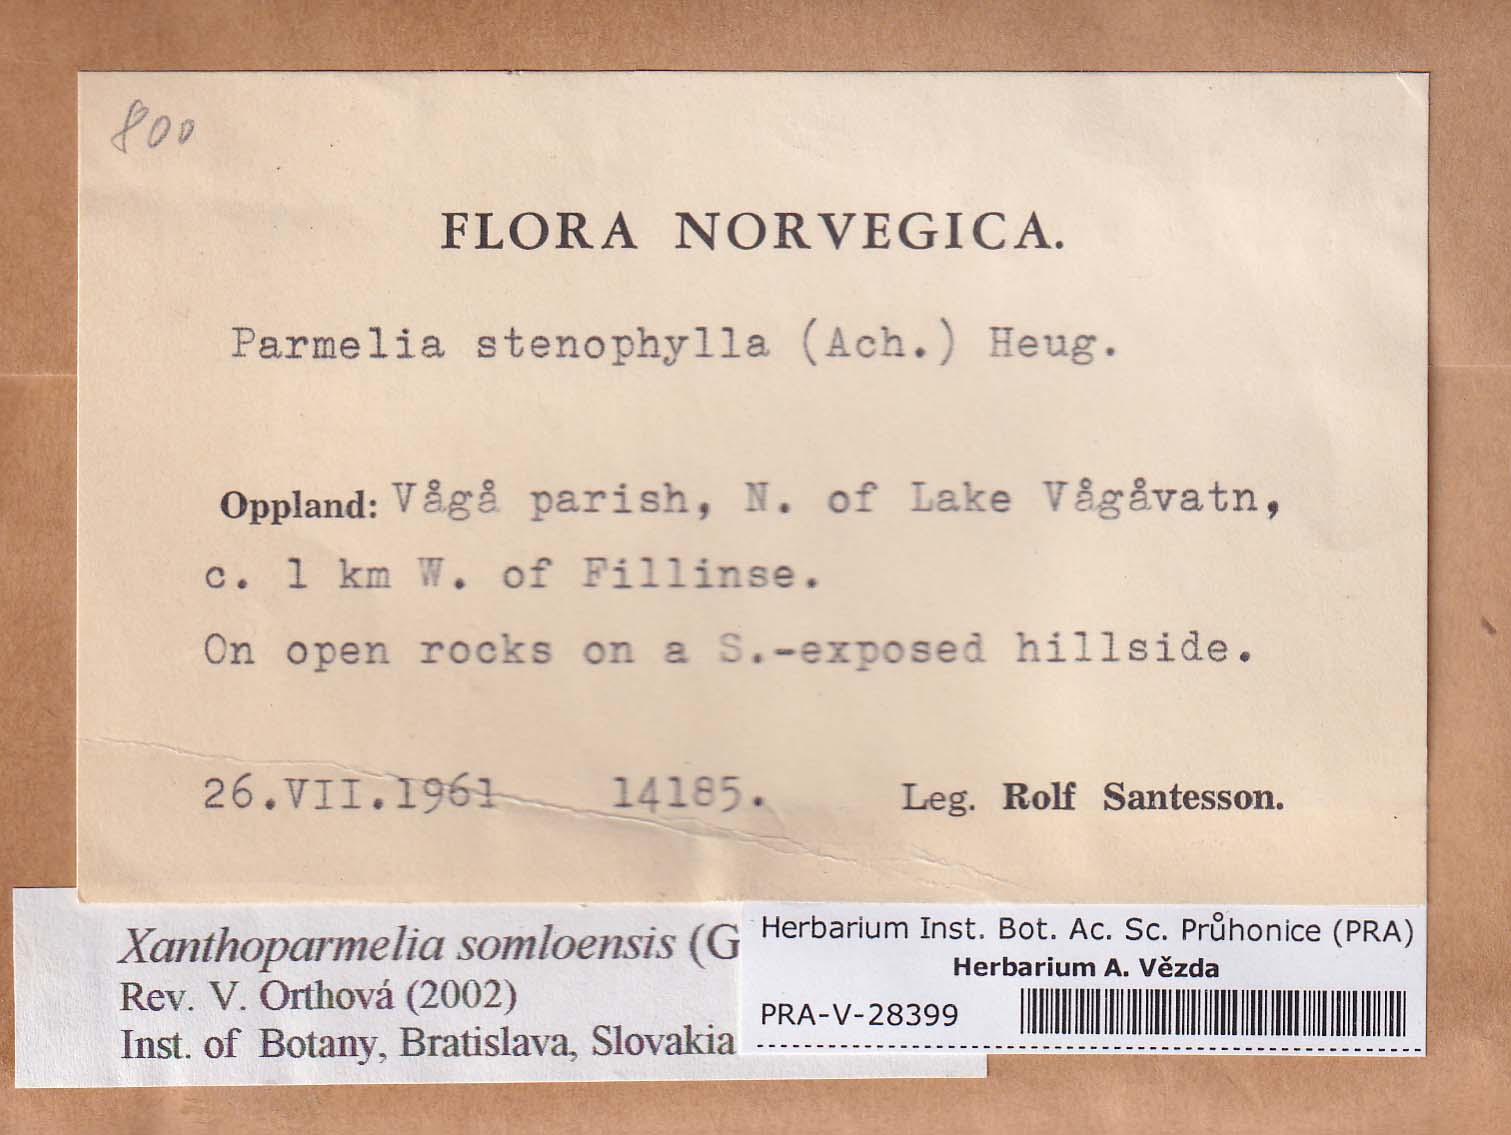 800
FLORA NORVEGICA.
Parmelia stenophylla (Ach.) Heug.
Oppland: Vågå parish, N. of Lake Vågåvatn,
c. 1 km W. of Fillinse.
On open rocks on a S.-exposed hillside.
26.VII.1961 14185. Leg. Rolf Santesson.
Xanthoparmelia somloensis (G
Rev. V. Orthová (2002)
Inst. of Botany, Bratislava, Slovakia
Herbarium Inst. Bot. Ac. Sc. Průhonice (PRA)
Herbarium A. Vězda
PRA-V-28399